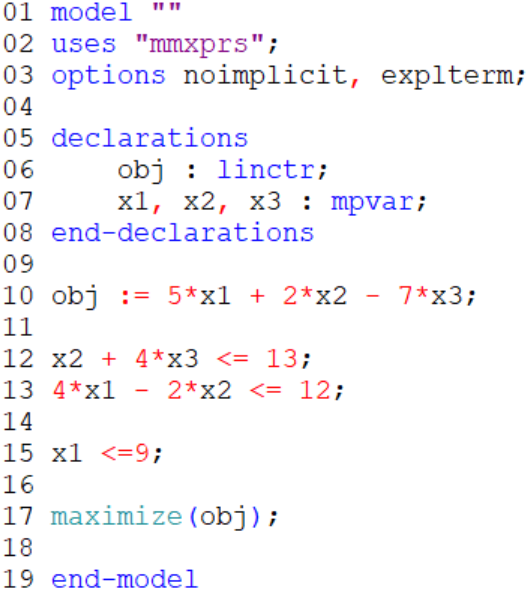 01 model ""
02 uses "mmxprs";
03 options noimplicit, explterm;
04
05 declarations
06     obj : linctr;
07     x1, x2, x3 : mpvar;
08 end-declarations
09
10 obj := 5*x1 + 2*x2 - 7*x3;
11
12 x2 + 4*x3 <= 13;
13 4*x1 - 2*x2 <= 12;
14
15 x1 <=9;
16
17 maximize(obj);
18
19 end-model